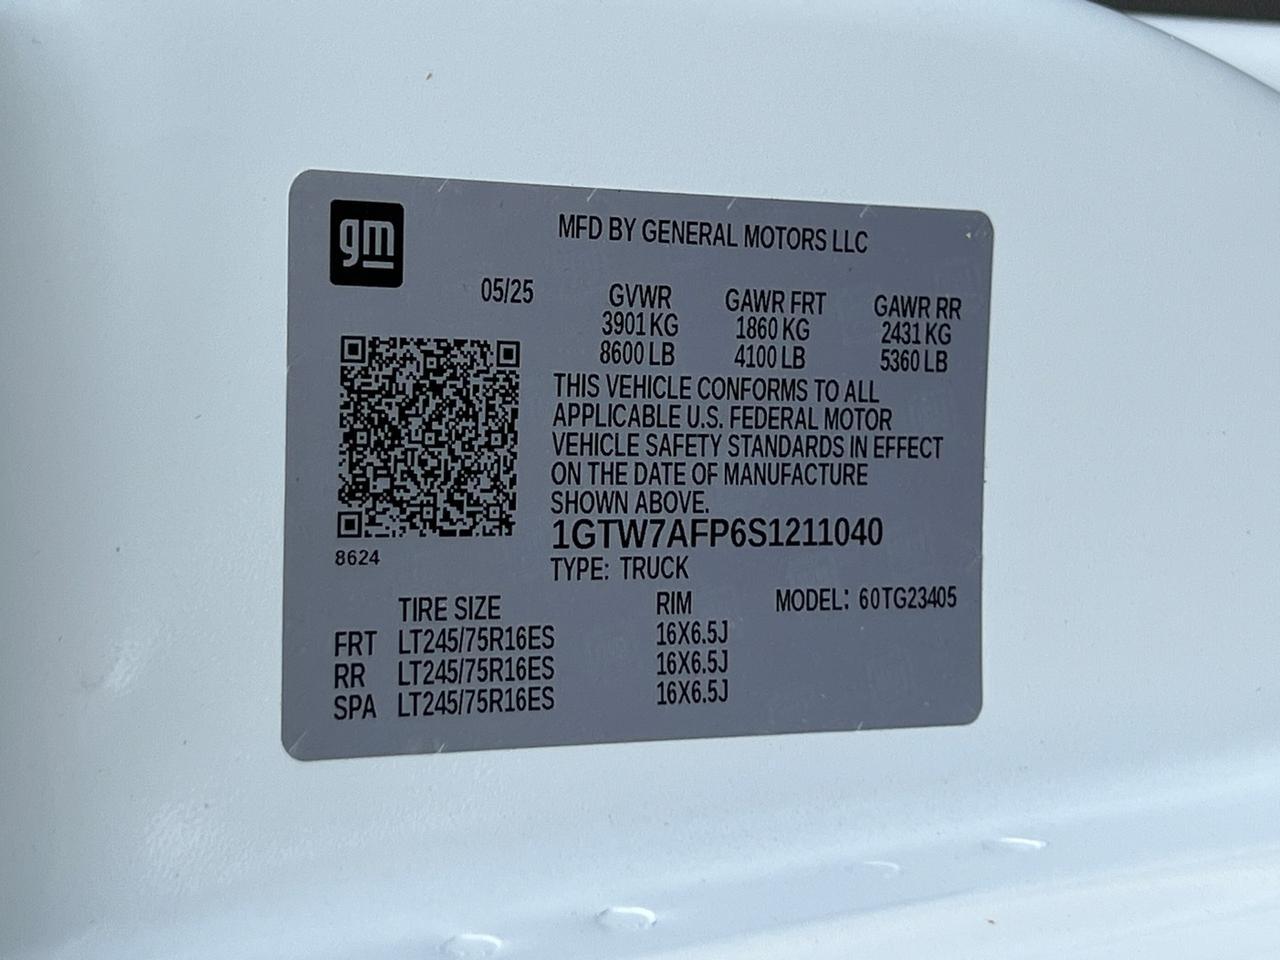 gm
MFD BY GENERAL MOTORS LLC
05/25 GVWR GAWR FRT GAWR RR
3901 KG 1860 KG 2431 KG
8600 LB 4100 LB 5360 LB
THIS VEHICLE CONFORMS TO ALL
APPLICABLE U.S. FEDERAL MOTOR
VEHICLE SAFETY STANDARDS IN EFFECT
ON THE DATE OF MANUFACTURE
SHOWN ABOVE.
1GTW7AFP6S1211040
8624
TYPE: TRUCK
TIRE SIZE RIM MODEL: 60TG23405
FRT LT245/75R16ES 16X6.5J
RR LT245/75R16ES 16X6.5J
SPA LT245/75R16ES 16X6.5J